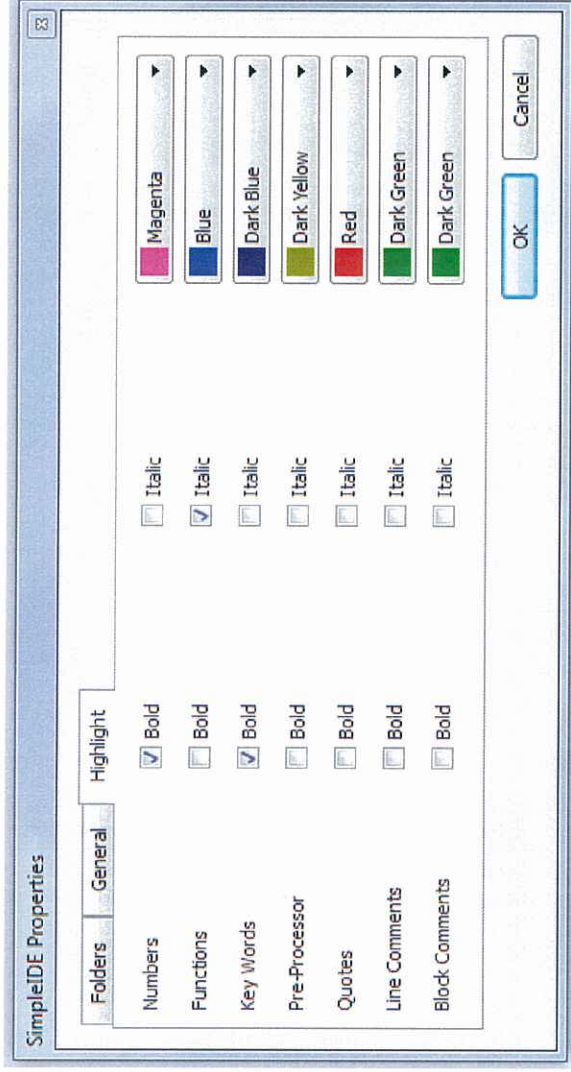 SimpleIDE Properties
Folders General Highlight
Numbers Bold Italic Magenta
Functions Bold Italic Blue
Key Words Bold Italic Dark Blue
Pre-Processor Bold Italic Dark Yellow
Quotes Bold Italic Red
Line Comments Bold Italic Dark Green
Block Comments Bold Italic Dark Green
OK Cancel